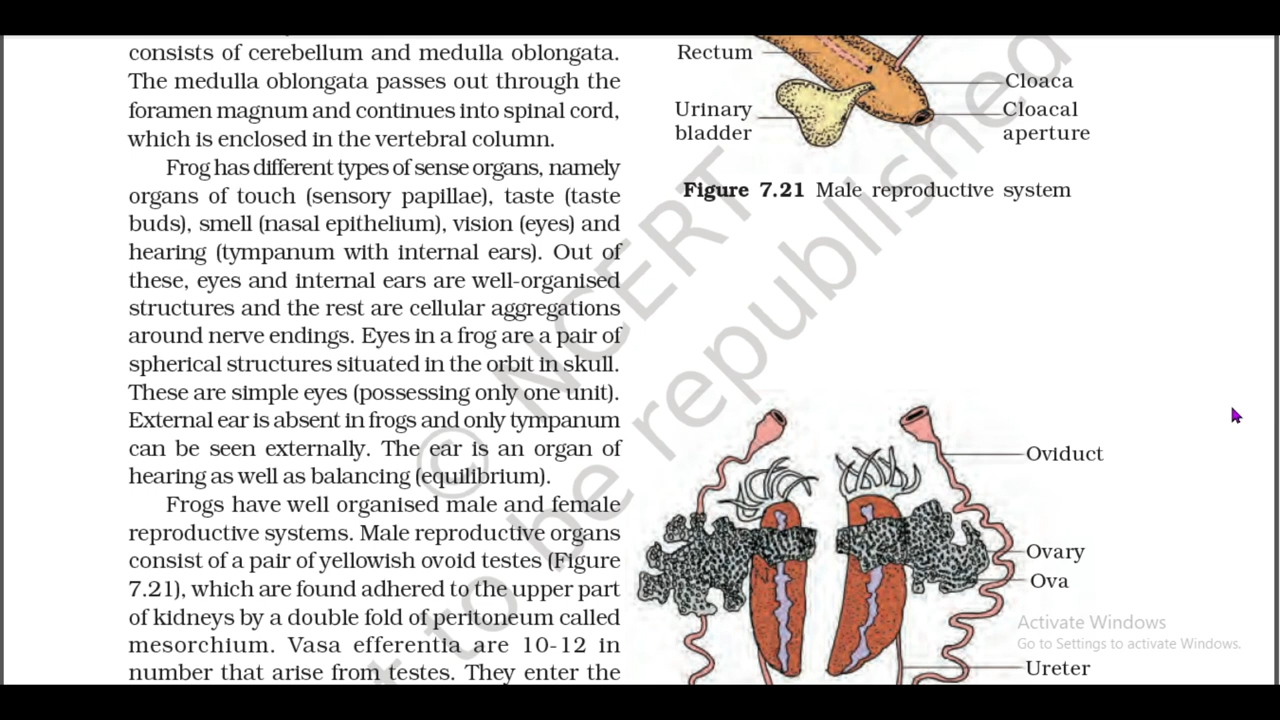 consists of cerebellum and medulla oblongata.
The medulla oblongata passes out through the
foramen magnum and continues into spinal cord,
which is enclosed in the vertebral column.
Frog has different types of sense organs, namely
organs of touch (sensory papillae), taste (taste
buds), smell (nasal epithelium), vision (eyes) and
hearing (tympanum with internal ears). Out of
these, eyes and internal ears are well-organised
structures and the rest are cellular aggregations
around nerve endings. Eyes in a frog are a pair of
spherical structures situated in the orbit in skull.
These are simple eyes (possessing only one unit).
External ear is absent in frogs and only tympanum
can be seen externally. The ear is an organ of
hearing as well as balancing (equilibrium).
Frogs have well organised male and female
reproductive systems. Male reproductive organs
consist of a pair of yellowish ovoid testes (Figure
7.21), which are found adhered to the upper part
of kidneys by a double fold of peritoneum called
mesorchium. Vasa efferentia are 10-12 in
number that arise from testes. They enter the
Rectum
Urinary
bladder
Cloaca
Cloacal
aperture
Figure 7.21 Male reproductive system
Oviduct
Ovary
Ova
Ureter
© NCERT
t to be republished
Activate Windows
Go to Settings to activate Windows.